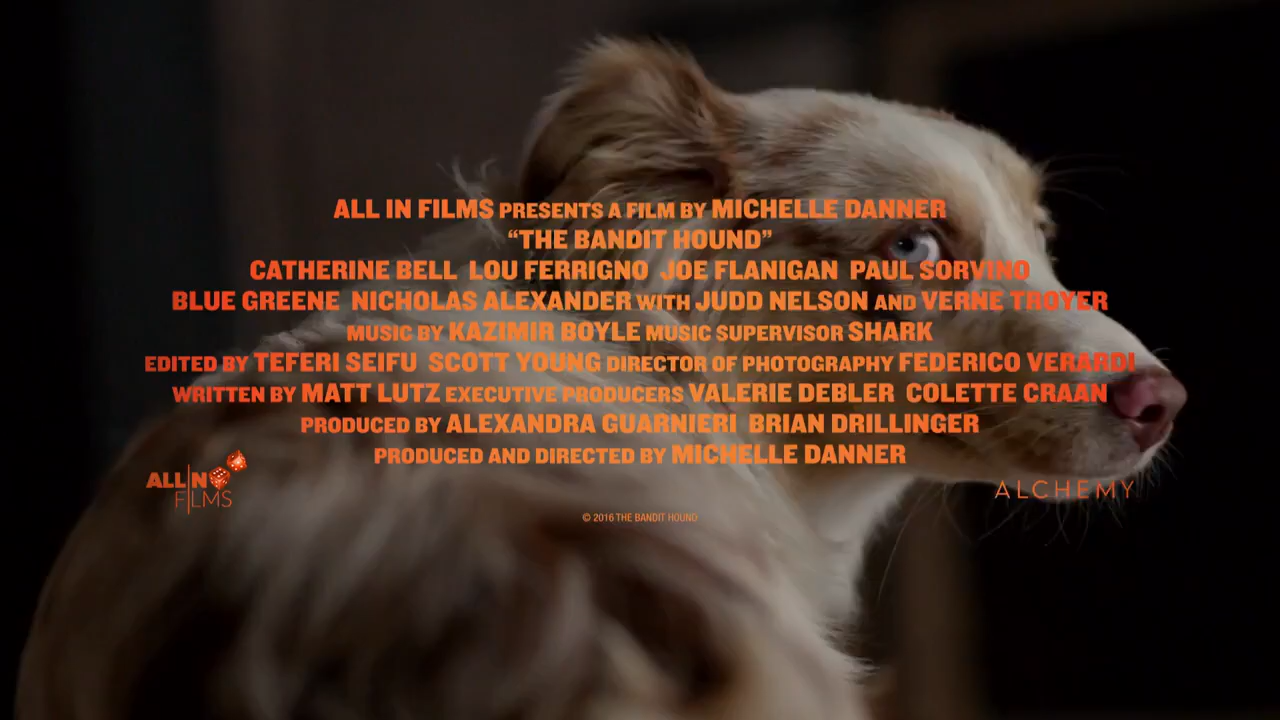 ALL IN FILMS PRESENTS A FILM BY MICHELLE DANNER
“THE BANDIT HOUND”
CATHERINE BELL LOU FERRIGNO JOE FLANIGAN PAUL SORVINO
BLUE GREENE NICHOLAS ALEXANDER WITH JUDD NELSON AND VERNE TROYER
MUSIC BY KAZIMIR BOYLE MUSIC SUPERVISOR SHARK
EDITED BY TEFERI SEIFU SCOTT YOUNG DIRECTOR OF PHOTOGRAPHY FEDERICO VERARDI
WRITTEN BY MATT LUTZ EXECUTIVE PRODUCERS VALERIE DEBLER COLETTE CRAAN
PRODUCED BY ALEXANDRA GUARNIERI BRIAN DRILLINGER
PRODUCED AND DIRECTED BY MICHELLE DANNER
ALL IN
FILMS
ALCHEMY
© 2016 THE BANDIT HOUND